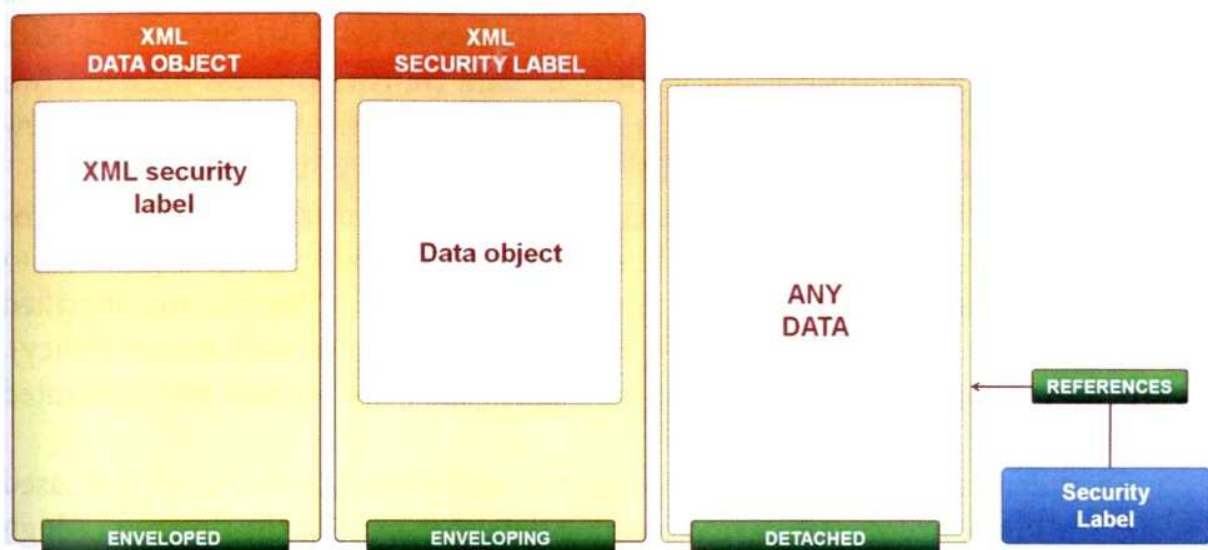 XML
DATA OBJECT
XML security
label
ENVELOPED
XML
SECURITY LABEL
Data object
ENVELOPING
ANY
DATA
DETACHED
REFERENCES
Security
Label